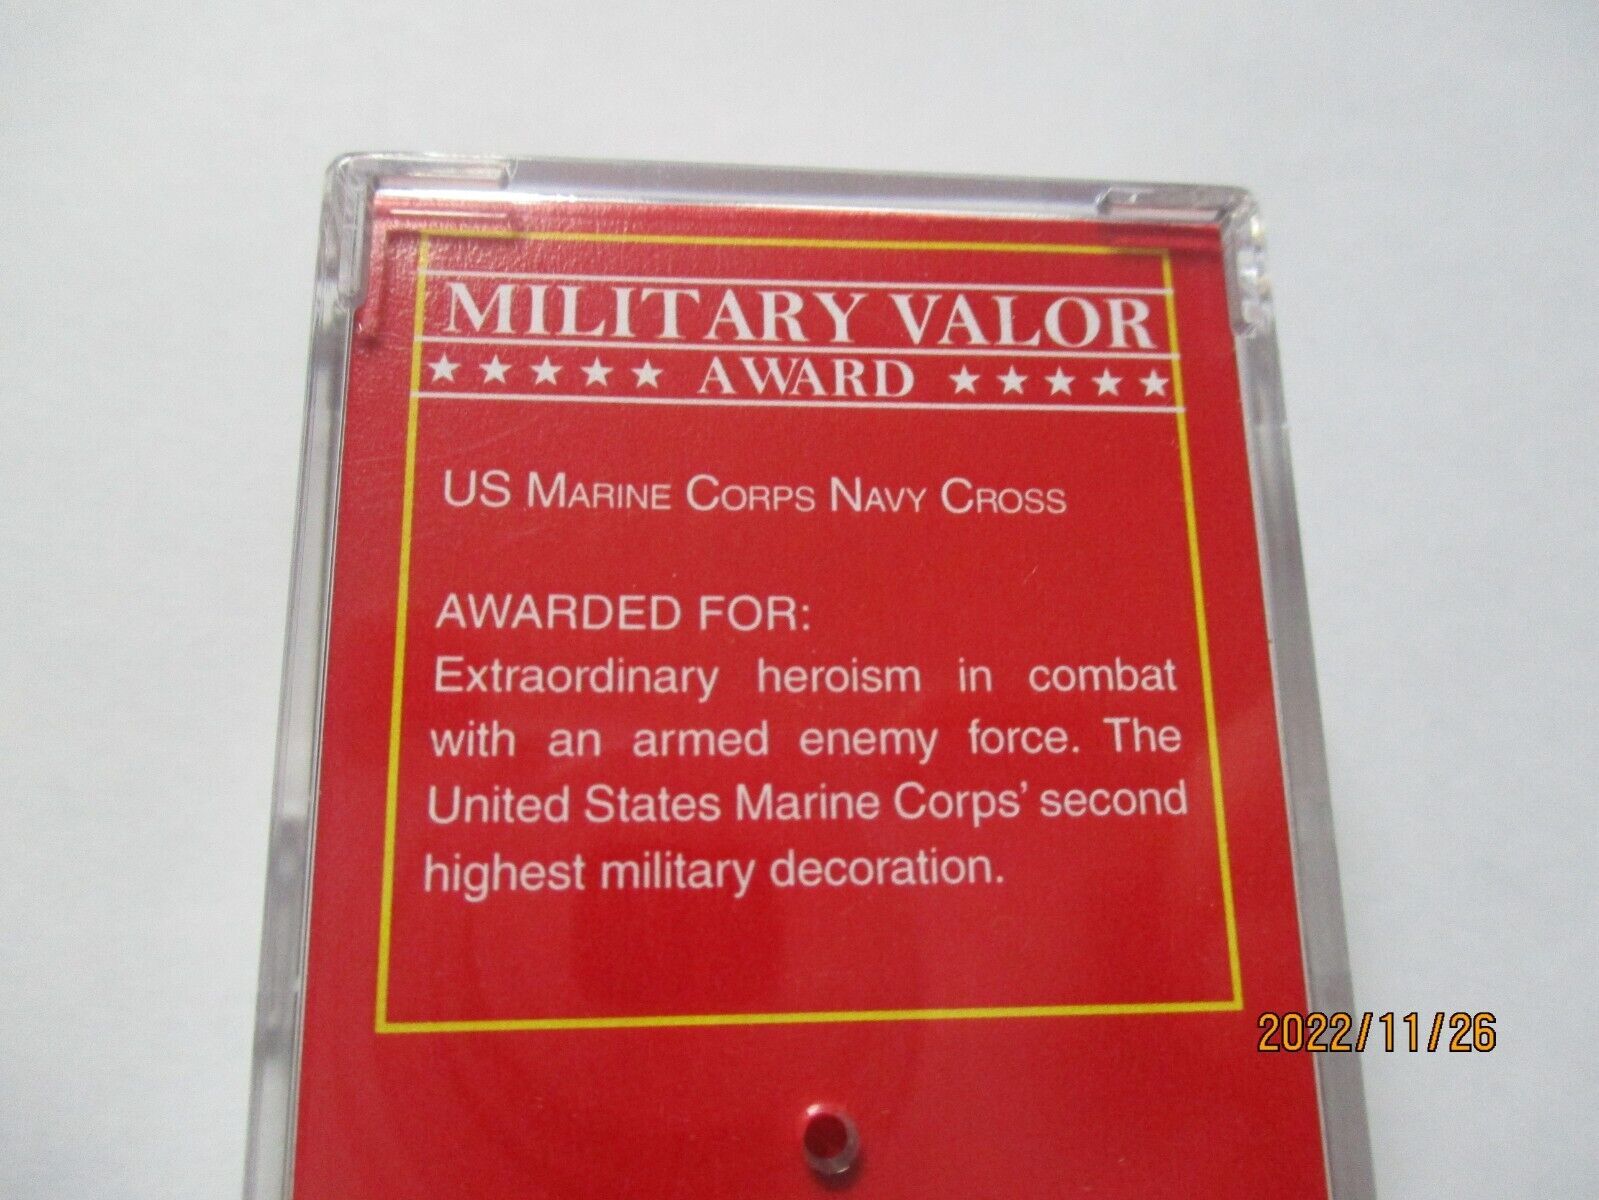 MILITARY VALOR
★★★★★ AWARD ★★★★★
US MARINE CORPS NAVY CROSS
AWARDED FOR:
Extraordinary heroism in combat
with an armed enemy force. The
United States Marine Corps' second
highest military decoration.
2022/11/26